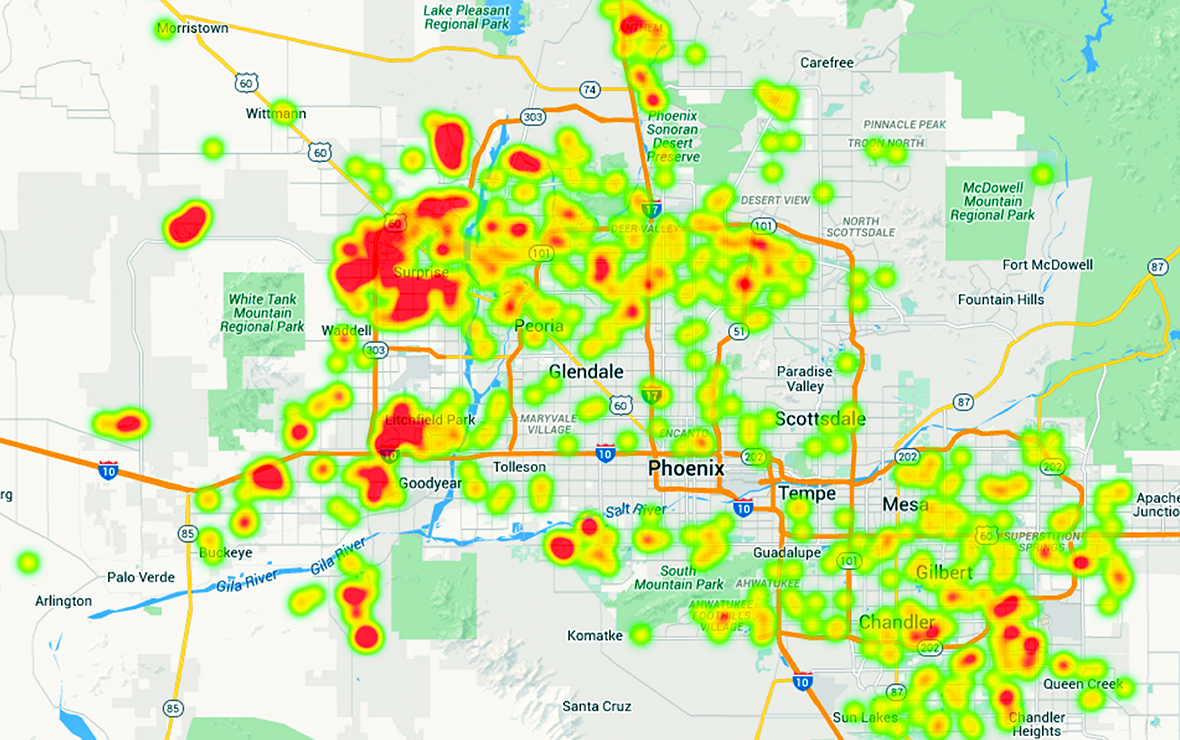 Lake Pleasant
Regional Park
Morristown
ANTHEM
Carefree
60
74
Wittmann
303
Phoenix
Sonoran
Desert
Preserve
PINNACLE PEAK
TROON NORTH
60
McDowell
Mountain
Regional Park
DESERT VIEW
17
60
DEER VALLEY
101
NORTH
SCOTTSDALE
101
Surprise
Fort McDowell
87
White Tank
Mountain
Regional Park
Fountain Hills
Waddell
Peoria
51
303
Glendale
Paradise
Valley
17
60
87
Litchfield Park
MARYVALE
VILLAGE
Scottsdale
ENCANTO
10
10
202
202
10
Tolleson
Phoenix
202
rg
Goodyear
Tempe
Mesa
Apache
Junctio
Salt River
10
85
60
SUPERSTITION
SPRINGS
Buckeye
Gila River
Guadalupe
101
Palo Verde
Gila River
South
Mountain Park
AHWATUKEE
Gilbert
Arlington
AHWATUKEE
FOOTHILLS
VILLAGE
Chandler
Komatke
202
10
87
Queen Creek
85
Santa Cruz
Sun Lakes
Chandler
Heights